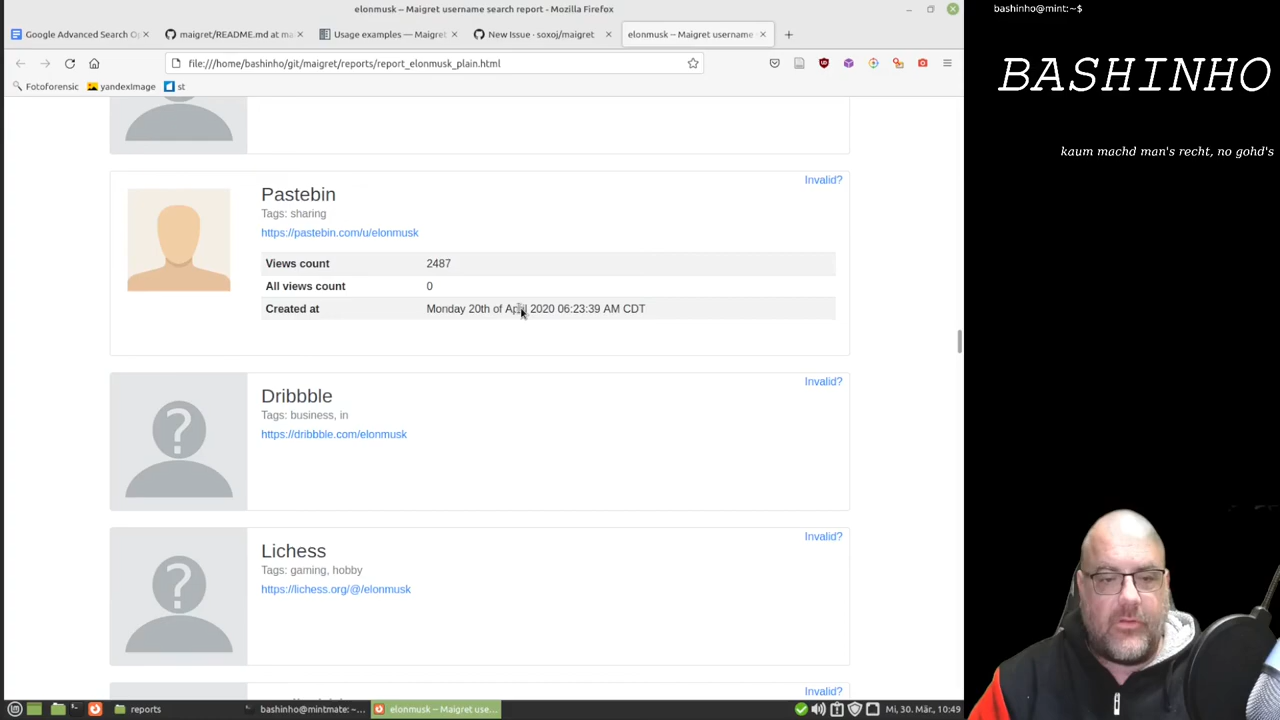 elonmusk – Maigret username search report - Mozilla Firefox
Google Advanced Search O
maigret/README.md at ma
Usage examples — Maigret
New Issue · soxoj/maigret
elonmusk – Maigret username
file:///home/bashinho/git/maigret/reports/report_elonmusk_plain.html
Fotoforensic
yandexImage
st
Invalid?
Pastebin
Tags: sharing
https://pastebin.com/u/elonmusk
Views count 2487
All views count 0
Created at Monday 20th of April 2020 06:23:39 AM CDT
Invalid?
Dribbble
Tags: business, in
https://dribbble.com/elonmusk
Invalid?
Lichess
Tags: gaming, hobby
https://lichess.org/@/elonmusk
Invalid?
reports
bashinho@mintmate: ~...
elonmusk – Maigret use...
Mi, 30. Mär., 10:49
bashinho@mint:~$
BASHINHO
kaum machd man's recht, no gohd's